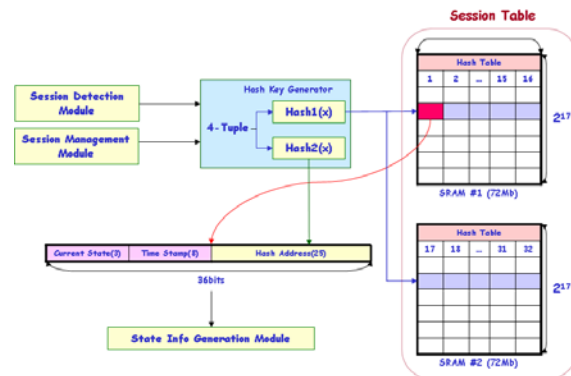 Session Table
Hash Table
1 2 ... 15 16
2^17
SRAM #1 (72Mb)
Hash Key Generator
Session Detection
Module
Session Management
Module
4-Tuple
Hash1(x)
Hash2(x)
Current State(3) Time Stamp(8) Hash Address(25)
36bits
State Info Generation Module
Hash Table
17 18 ... 31 32
2^17
SRAM #2 (72Mb)